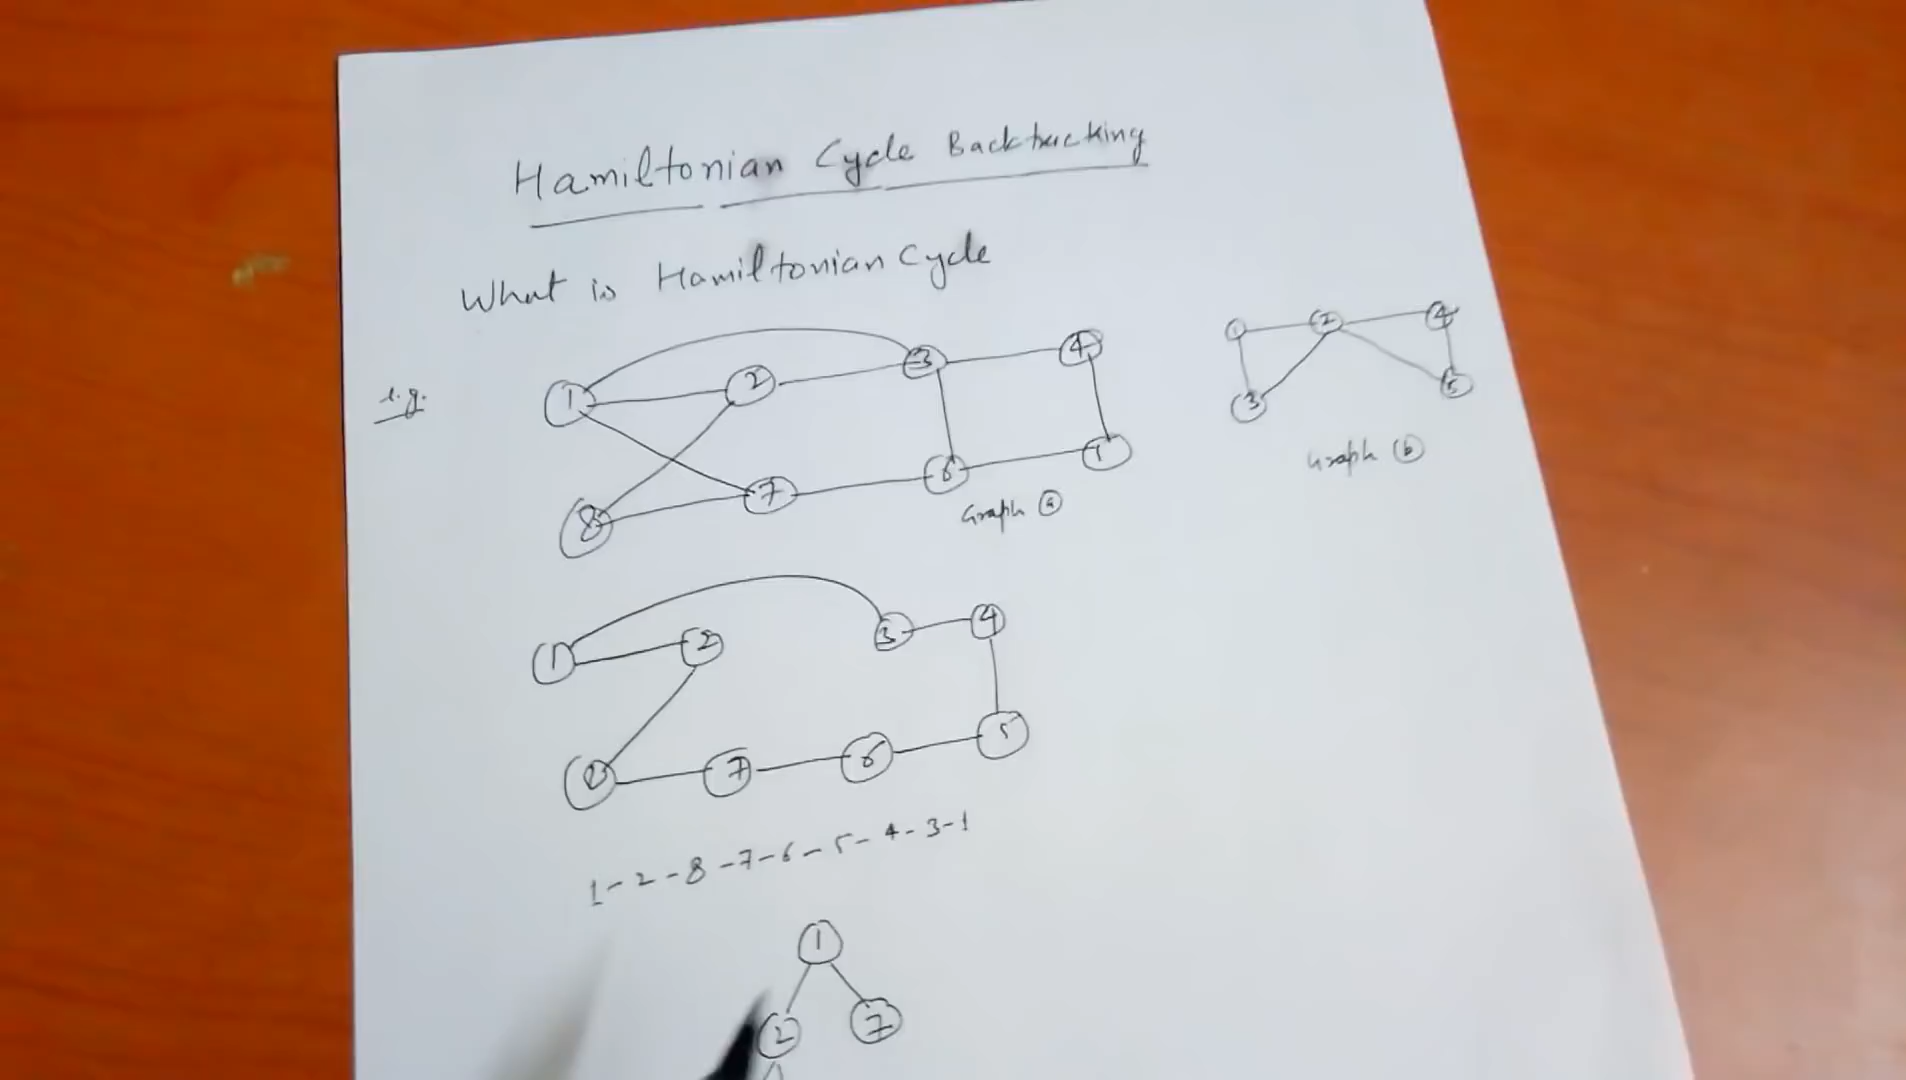 Hamiltonian Cycle Backtracking
What is Hamiltonian Cycle
e.g.
1 2 3 4
8 7 6
Graph a
1 2 4
3 5
Graph b
1 2 3 4
8 7 6 5
1-2-8-7-6-5-4-3-1
1
2 7